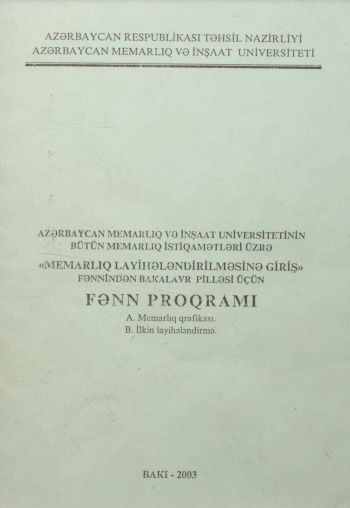 AZƏRBAYCAN RESPUBLİKASI TƏHSİL NAZİRLİYİ
AZƏRBAYCAN MEMARLIQ VƏ İNŞAAT UNİVERSİTETİ
AZƏRBAYCAN MEMARLIQ VƏ İNŞAAT UNİVERSİTETİNİN
BÜTÜN MEMARLIQ İSTİQAMƏTLƏRİ ÜZRƏ
«MEMARLIQ LAYİHƏLƏNDİRİLMƏSİNƏ GİRİŞ»
FƏNNİNDƏN BAKALAVR PİLLƏSİ ÜÇÜN
FƏNN PROQRAMI
A. Memarlıq qrafikası.
B. İlkin layihələndirmə.
BAKI - 2003